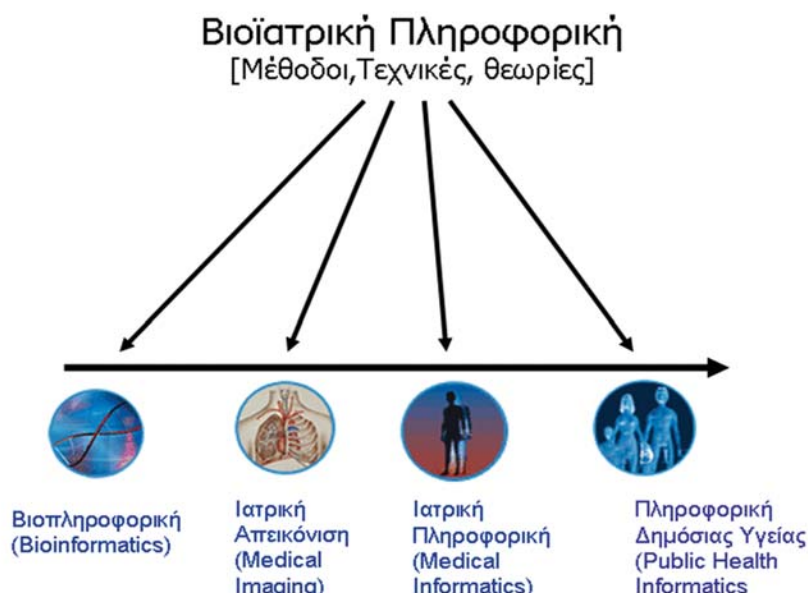 Βιοϊατρική Πληροφορική
[Μέθοδοι,Τεχνικές, θεωρίες]
Βιοπληροφορική
(Bioinformatics)
Ιατρική
Απεικόνιση
(Medical
Imaging)
Ιατρική
Πληροφορική
(Medical
Informatics)
Πληροφορική
Δημόσιας Υγείας
(Public Health
Informatics